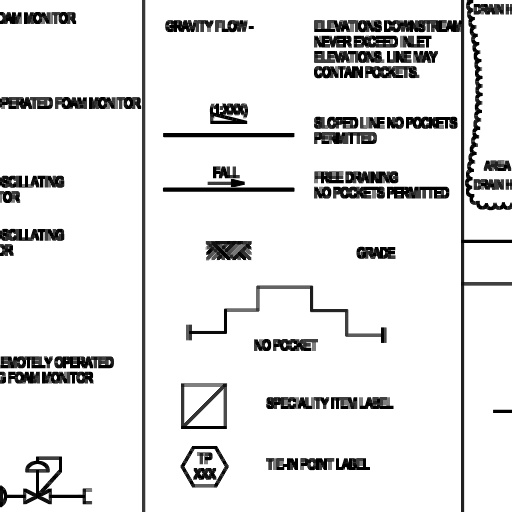 OAM MONITOR
PERATED FOAM MONITOR
OSCILLATING
TOR
OSCILLATING
OR
EMOTELY OPERATED
G FOAM MONITOR
GRAVITY FLOW -
ELEVATIONS DOWNSTREAM
NEVER EXCEED INLET
ELEVATIONS. LINE MAY
CONTAIN POCKETS.
(1:XXX)
SLOPED LINE NO POCKETS
PERMITTED
FALL
FREE DRAINING
NO POCKETS PERMITTED
GRADE
NO POCKET
SPECIALITY ITEM LABEL
TP
XXX
TIE-IN POINT LABEL
DRAIN H
AREA
DRAIN H